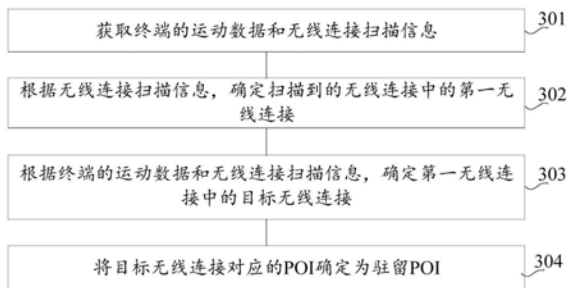 获取终端的运动数据和无线连接扫描信息
301
根据无线连接扫描信息，确定扫描到的无线连接中的第一无
线连接
302
根据终端的运动数据和无线连接扫描信息，确定第一无线连
接中的目标无线连接
303
将目标无线连接对应的POI确定为驻留POI
304